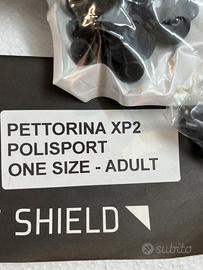 PETTORINA XP2
POLISPORT
ONE SIZE - ADULT
SHIELD
subito